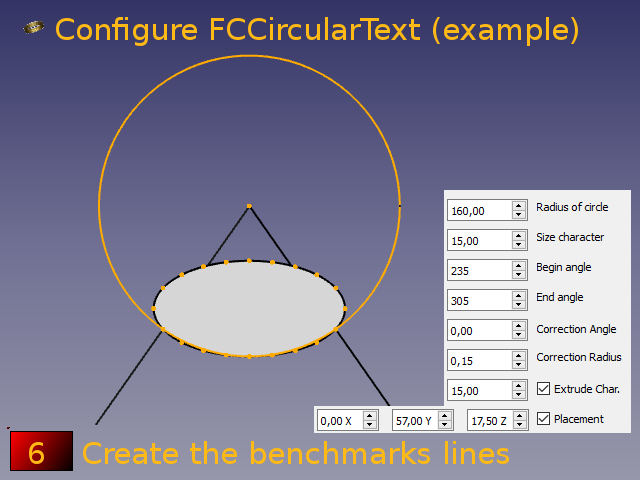 Configure FCCircularText (example)
160,00 Radius of circle
15,00 Size character
235 Begin angle
305 End angle
0,00 Correction Angle
0,15 Correction Radius
15,00 Extrude Char.
0,00 X 57,00 Y 17,50 Z Placement
6 Create the benchmarks lines